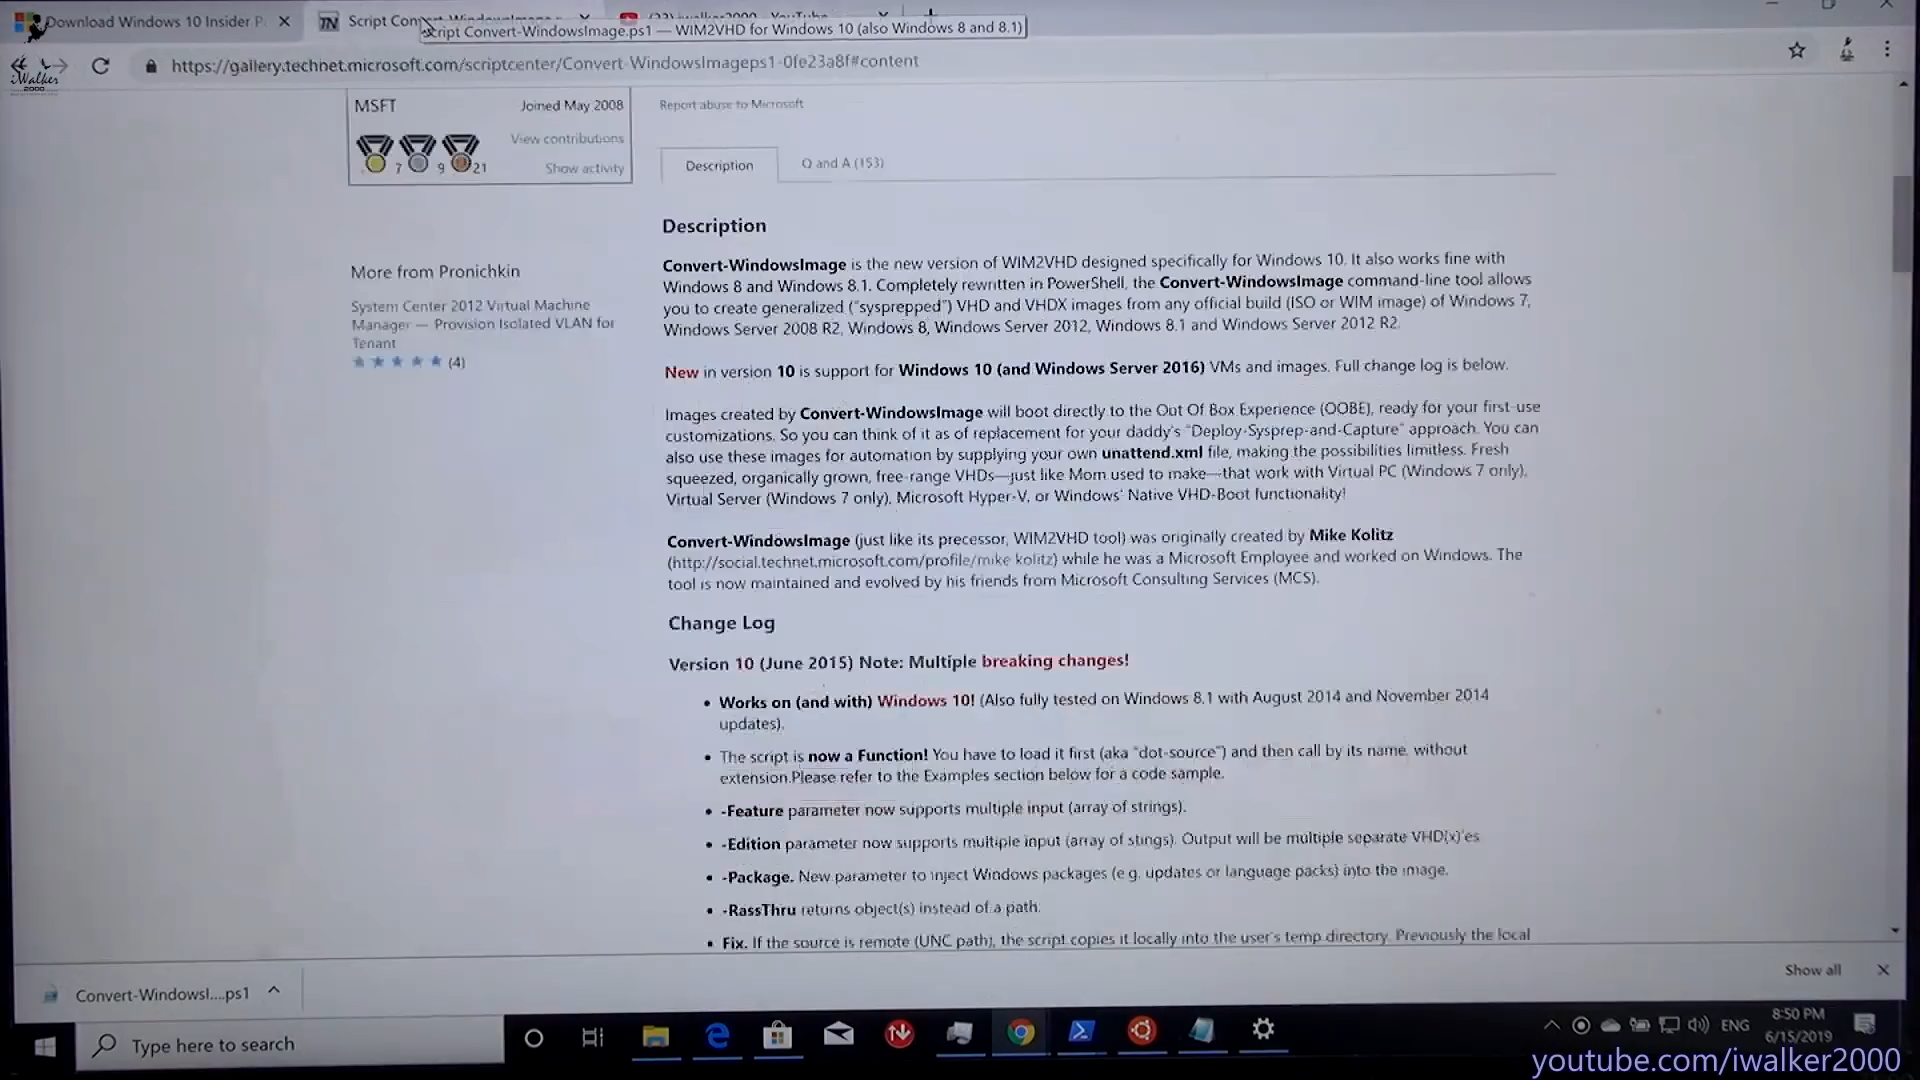 Download Windows 10 Insider P
Script Conv
Script Convert-WindowsImage.ps1 — WIM2VHD for Windows 10 (also Windows 8 and 8.1)
https://gallery.technet.microsoft.com/scriptcenter/Convert-WindowsImageps1-0fe23a8f#content
iWalker
2000
MSFT
Joined May 2008
View contributions
7 9 21
Show activity
Report abuse to Microsoft
Description
Q and A (153)
More from Pronichkin
System Center 2012 Virtual Machine
Manager — Provision Isolated VLAN for
Tenant
(4)
Description
Convert-WindowsImage is the new version of WIM2VHD designed specifically for Windows 10. It also works fine with
Windows 8 and Windows 8.1. Completely rewritten in PowerShell, the Convert-WindowsImage command-line tool allows
you to create generalized ("sysprepped") VHD and VHDX images from any official build (ISO or WIM image) of Windows 7,
Windows Server 2008 R2, Windows 8, Windows Server 2012, Windows 8.1 and Windows Server 2012 R2.
New in version 10 is support for Windows 10 (and Windows Server 2016) VMs and images. Full change log is below.
Images created by Convert-WindowsImage will boot directly to the Out Of Box Experience (OOBE), ready for your first-use
customizations. So you can think of it as of replacement for your daddy's "Deploy-Sysprep-and-Capture" approach. You can
also use these images for automation by supplying your own unattend.xml file, making the possibilities limitless. Fresh
squeezed, organically grown, free-range VHDs—just like Mom used to make—that work with Virtual PC (Windows 7 only),
Virtual Server (Windows 7 only), Microsoft Hyper-V, or Windows' Native VHD-Boot functionality!
Convert-WindowsImage (just like its precessor, WIM2VHD tool) was originally created by Mike Kolitz
(http://social.technet.microsoft.com/profile/mike kolitz) while he was a Microsoft Employee and worked on Windows. The
tool is now maintained and evolved by his friends from Microsoft Consulting Services (MCS).
Change Log
Version 10 (June 2015) Note: Multiple breaking changes!
• Works on (and with) Windows 10! (Also fully tested on Windows 8.1 with August 2014 and November 2014
updates).
• The script is now a Function! You have to load it first (aka "dot-source") and then call by its name, without
extension.Please refer to the Examples section below for a code sample.
• -Feature parameter now supports multiple input (array of strings).
• -Edition parameter now supports multiple input (array of stings). Output will be multiple separate VHD(x)'es
• -Package. New parameter to inject Windows packages (e.g. updates or language packs) into the image.
• -RassThru returns object(s) instead of a path.
• Fix. If the source is remote (UNC path), the script copies it locally into the user's temp directory. Previously the local
Convert-WindowsI....ps1
Show all
Type here to search
ENG
8:50 PM
6/15/2019
youtube.com/iwalker2000